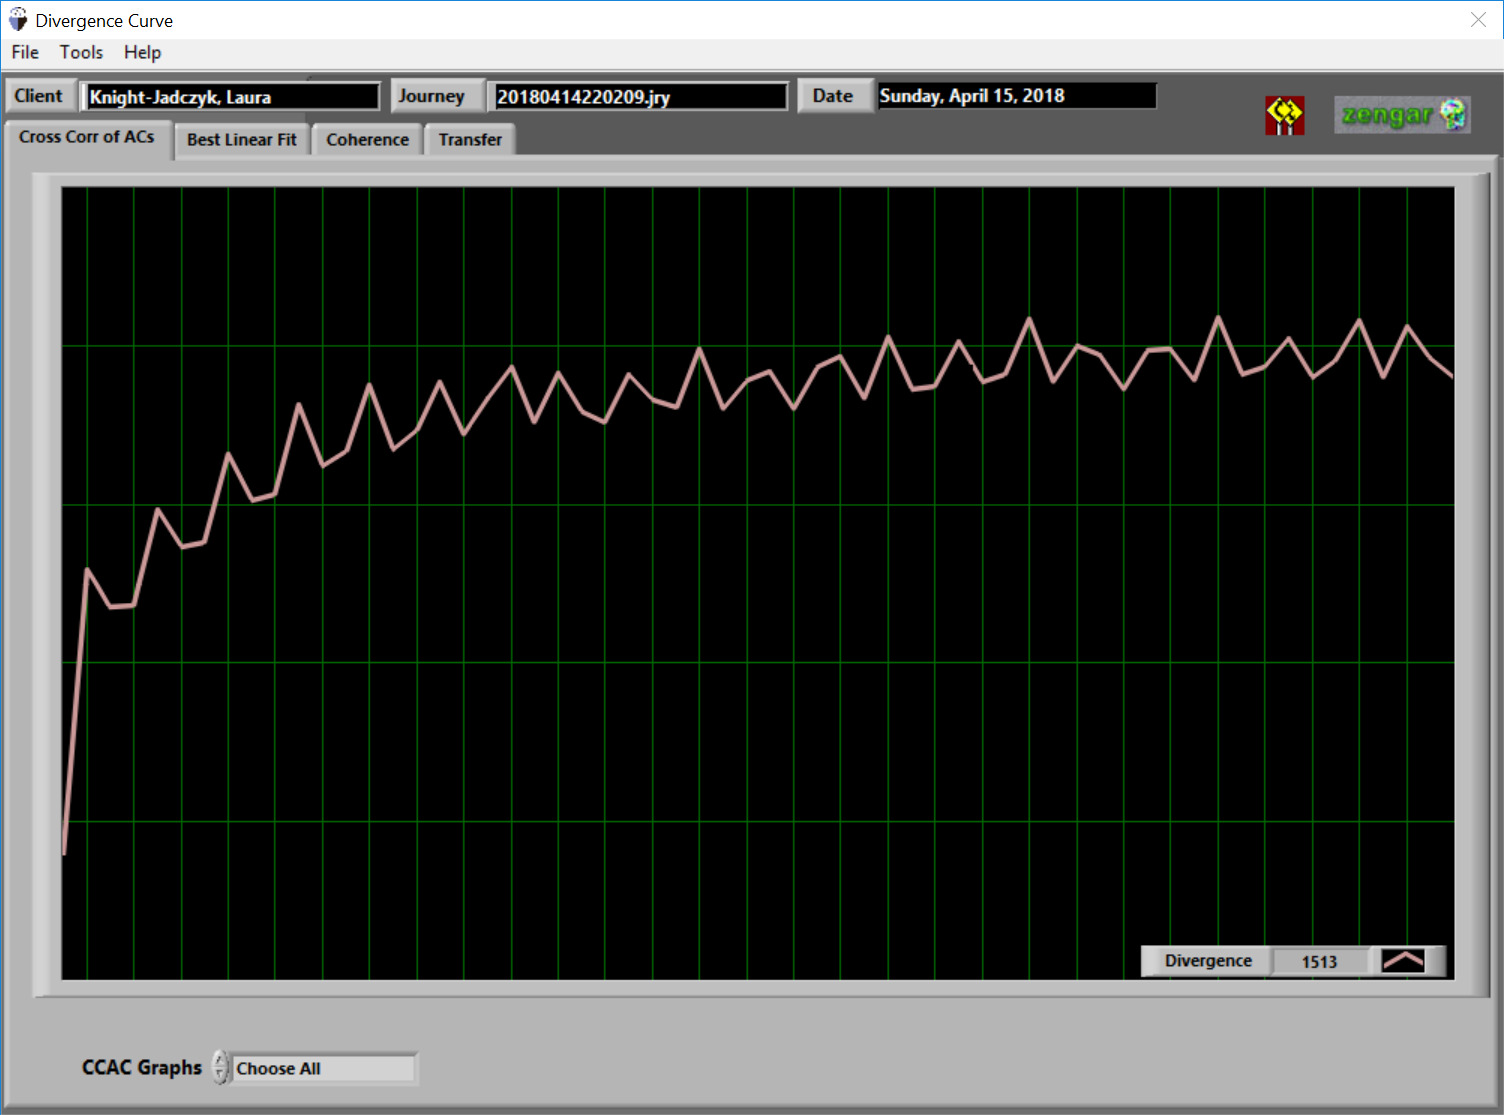 Divergence Curve
File Tools Help
Client Knight-Jadczyk, Laura Journey 20180414220209.jry Date Sunday, April 15, 2018
zengar
Cross Corr of ACs Best Linear Fit Coherence Transfer
Divergence 1513
CCAC Graphs Choose All